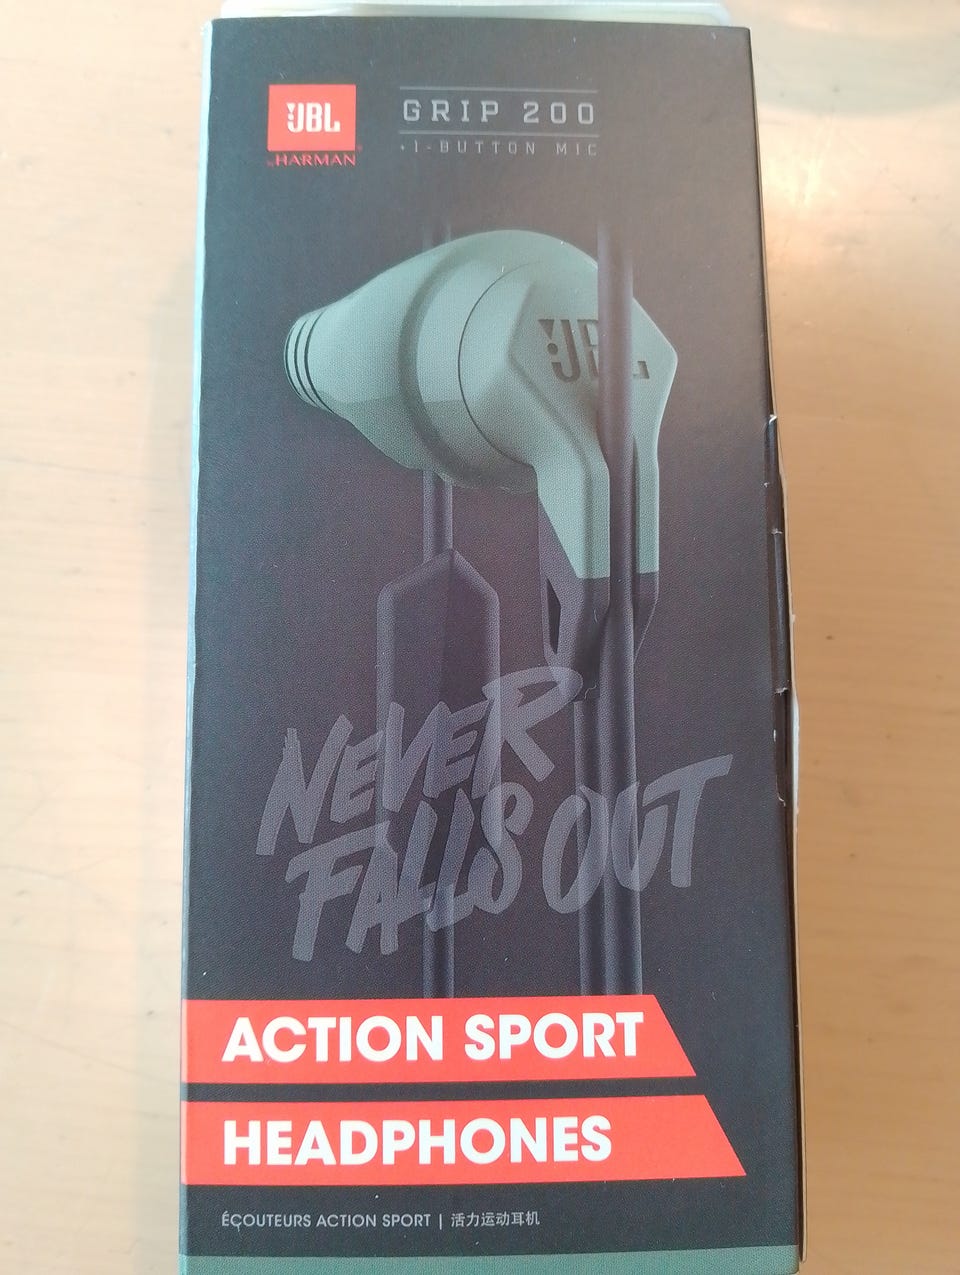 JBL
by HARMAN
GRIP 200
+1-BUTTON MIC
JBL
NEVER
FALLS OUT
ACTION SPORT
HEADPHONES
ÉCOUTEURS ACTION SPORT | 活力运动耳机